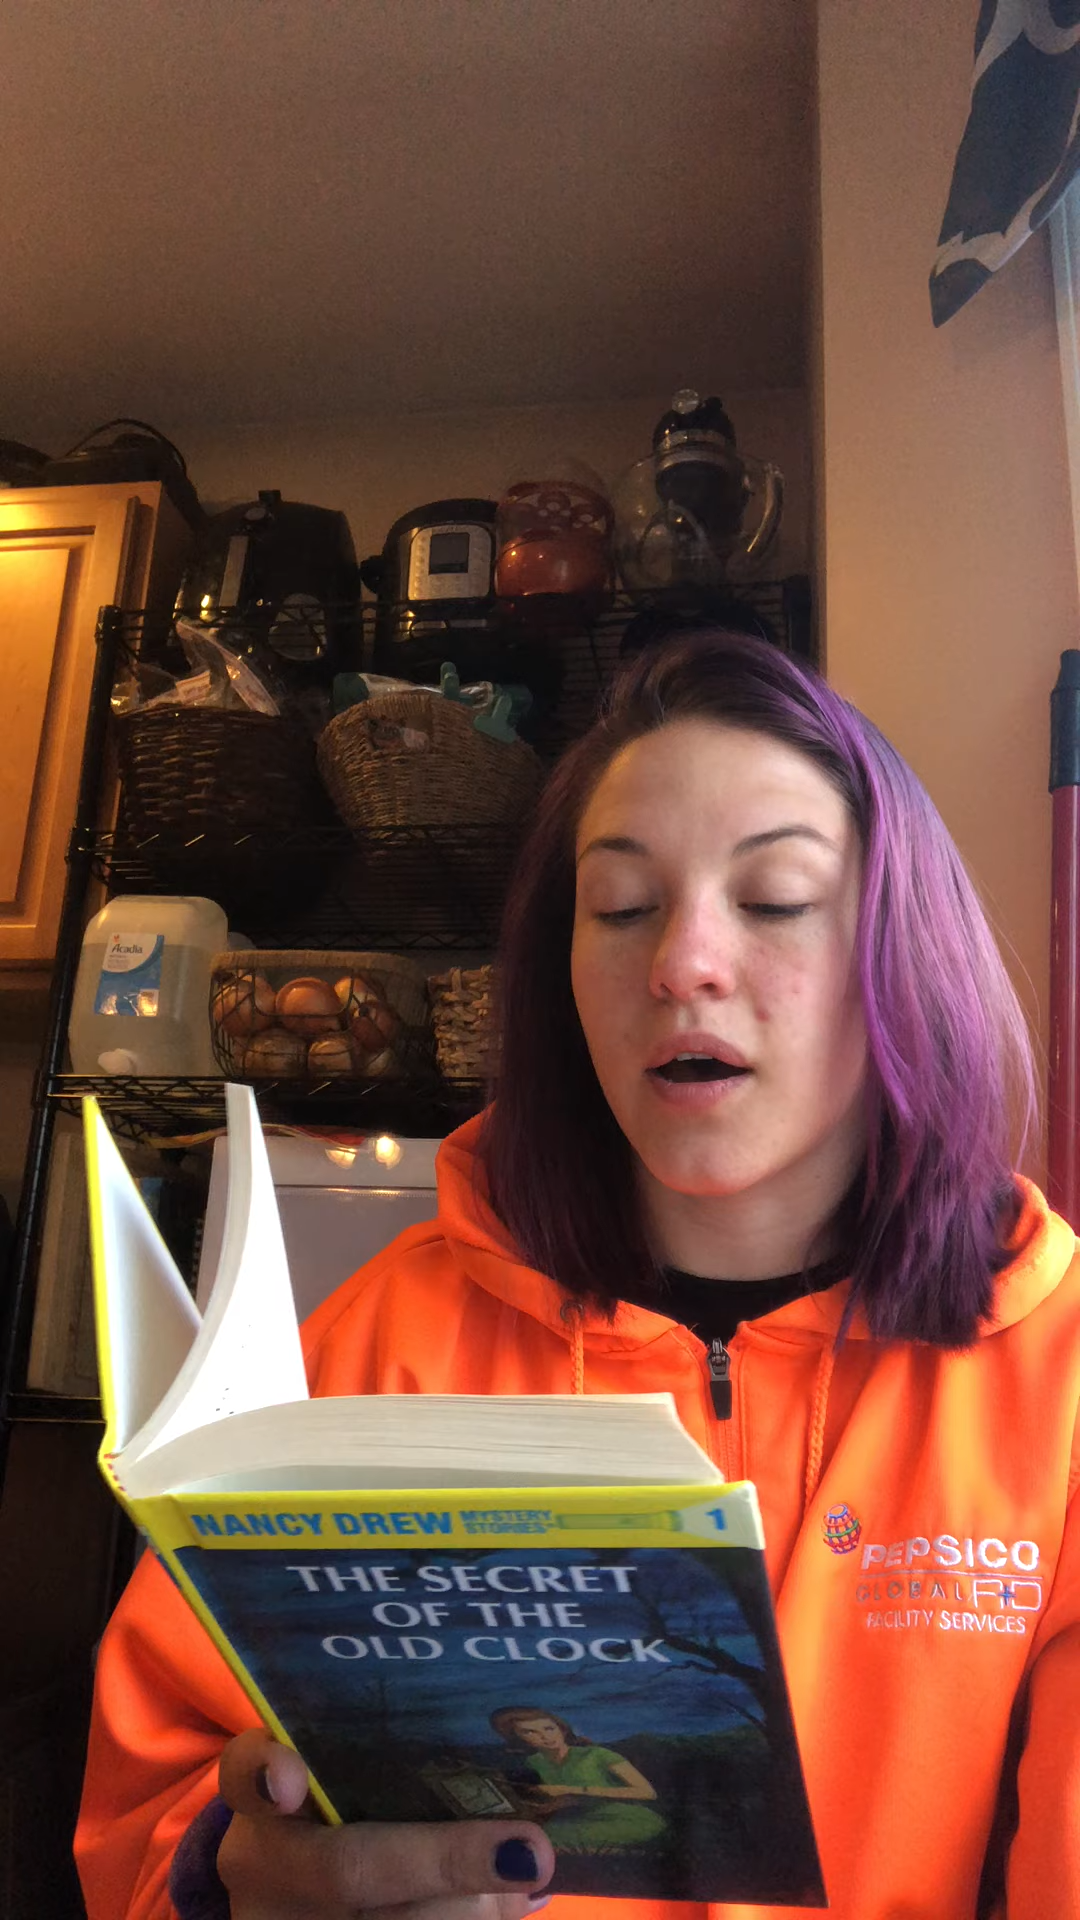 Acadia
NANCY DREW MYSTERY STORIES 1
THE SECRET
OF THE
OLD CLOCK
PEPSICO
GLOBAL R+D
FACILITY SERVICES